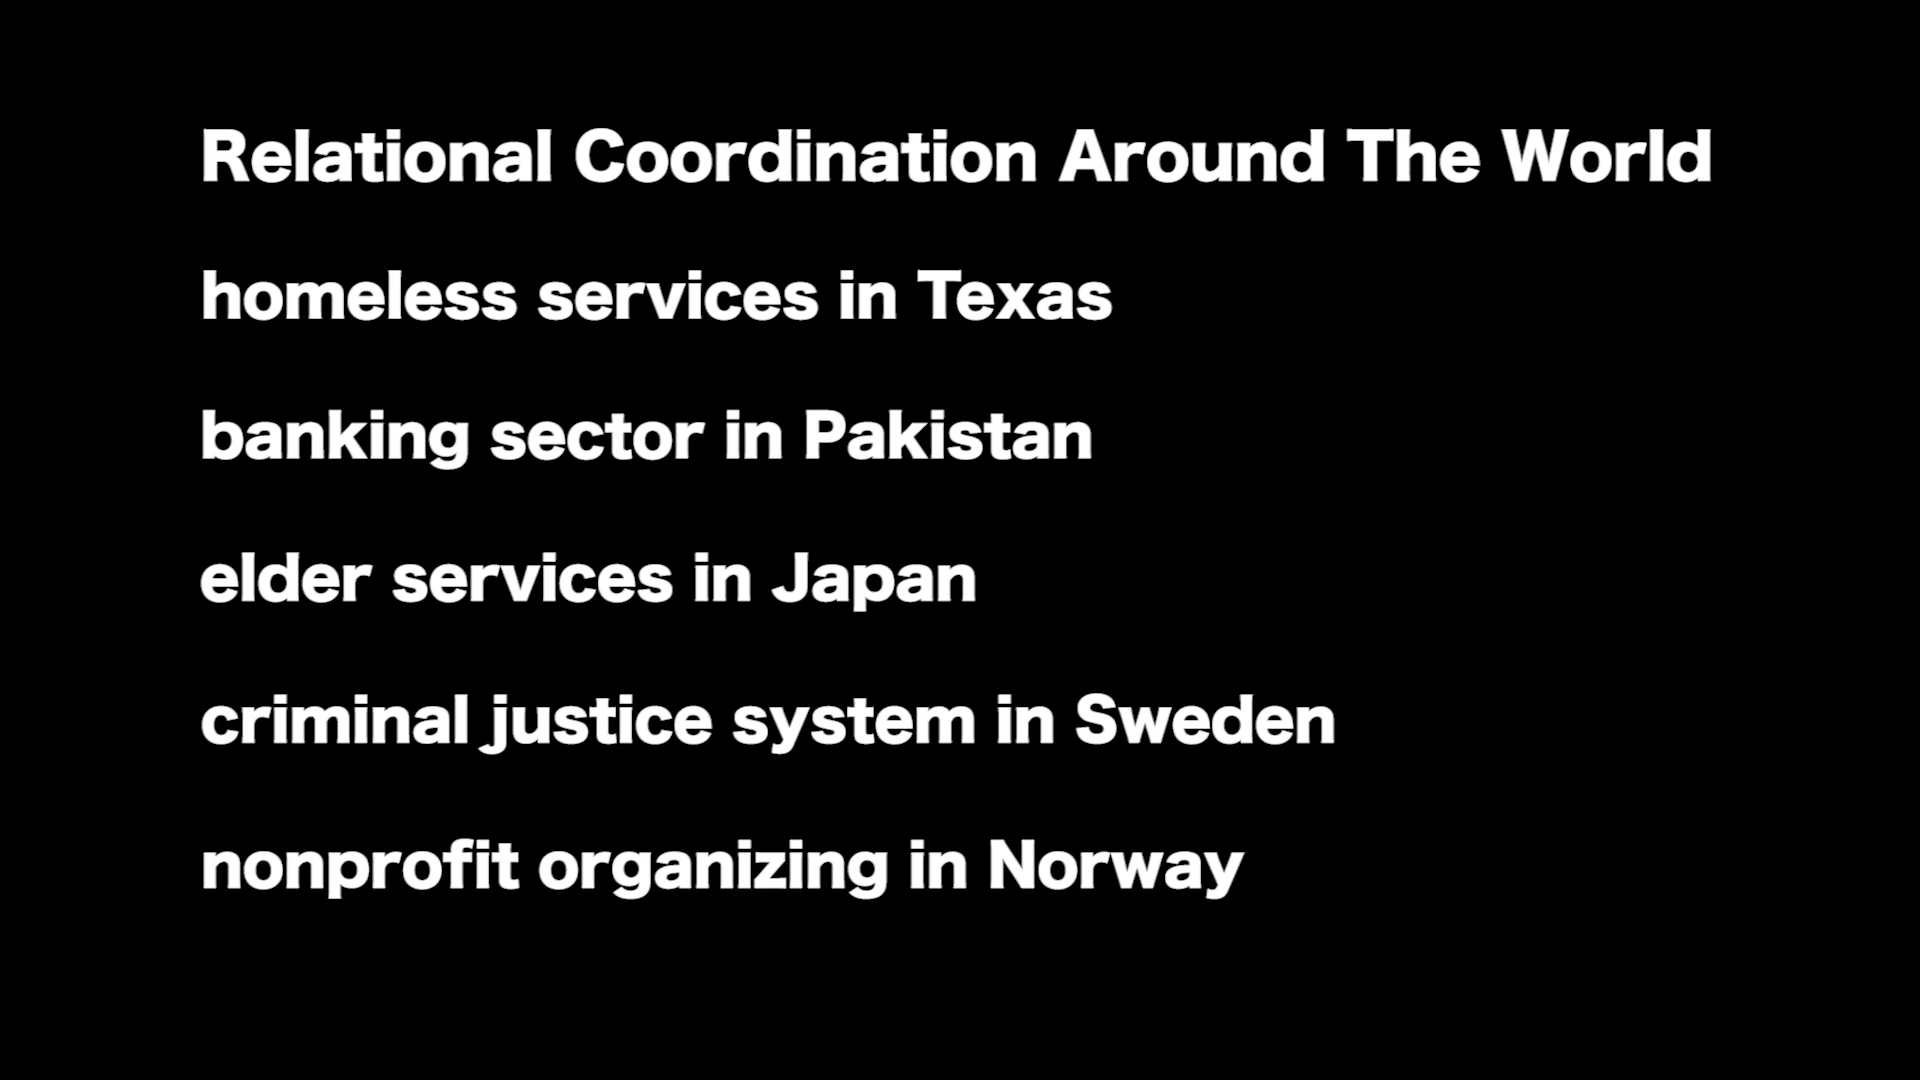 Relational Coordination Around The World
homeless services in Texas
banking sector in Pakistan
elder services in Japan
criminal justice system in Sweden
nonprofit organizing in Norway